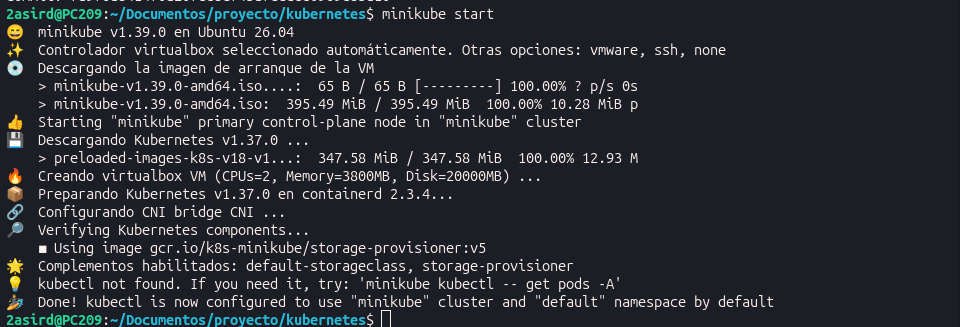 2asird@PC209:~/Documentos/proyecto/kubernetes$ minikube start
minikube v1.39.0 en Ubuntu 26.04
Controlador virtualbox seleccionado automáticamente. Otras opciones: vmware, ssh, none
Descargando la imagen de arranque de la VM
> minikube-v1.39.0-amd64.iso....:  65 B / 65 B [---------] 100.00% ? p/s 0s
> minikube-v1.39.0-amd64.iso:  395.49 MiB / 395.49 MiB  100.00% 10.28 MiB p
Starting "minikube" primary control-plane node in "minikube" cluster
Descargando Kubernetes v1.37.0 ...
> preloaded-images-k8s-v18-v1...:  347.58 MiB / 347.58 MiB  100.00% 12.93 M
Creando virtualbox VM (CPUs=2, Memory=3800MB, Disk=20000MB) ...
Preparando Kubernetes v1.37.0 en containerd 2.3.4...
Configurando CNI bridge CNI ...
Verifying Kubernetes components...
▪ Using image gcr.io/k8s-minikube/storage-provisioner:v5
Complementos habilitados: default-storageclass, storage-provisioner
kubectl not found. If you need it, try: 'minikube kubectl -- get pods -A'
Done! kubectl is now configured to use "minikube" cluster and "default" namespace by default
2asird@PC209:~/Documentos/proyecto/kubernetes$